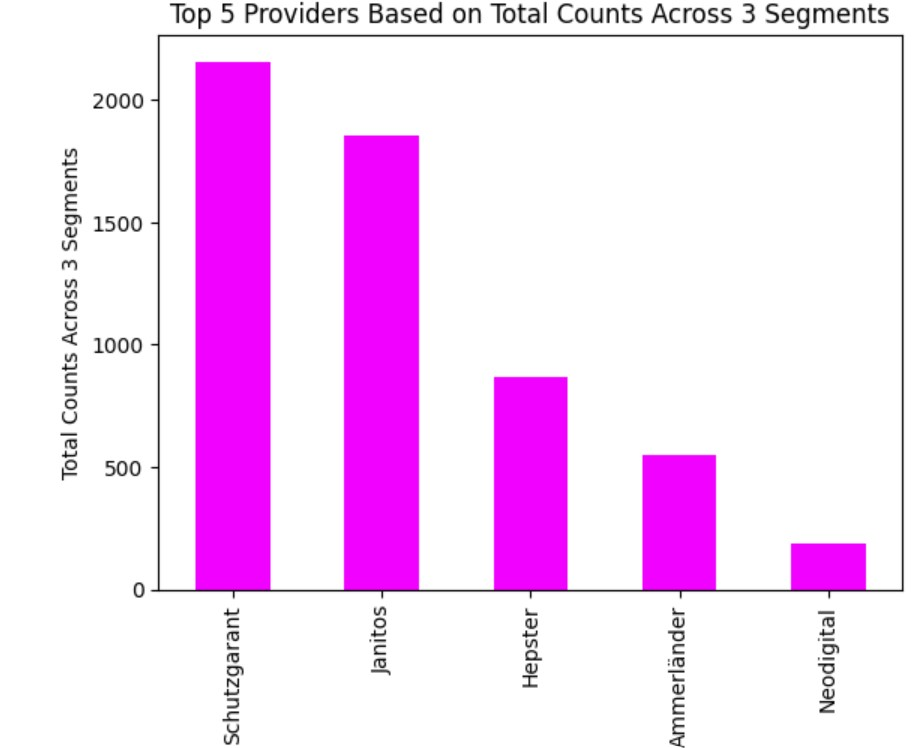 Top 5 Providers Based on Total Counts Across 3 Segments
Total Counts Across 3 Segments
2000
1500
1000
500
0
Schutzgarant
Janitos
Hepster
Ammerländer
Neodigital